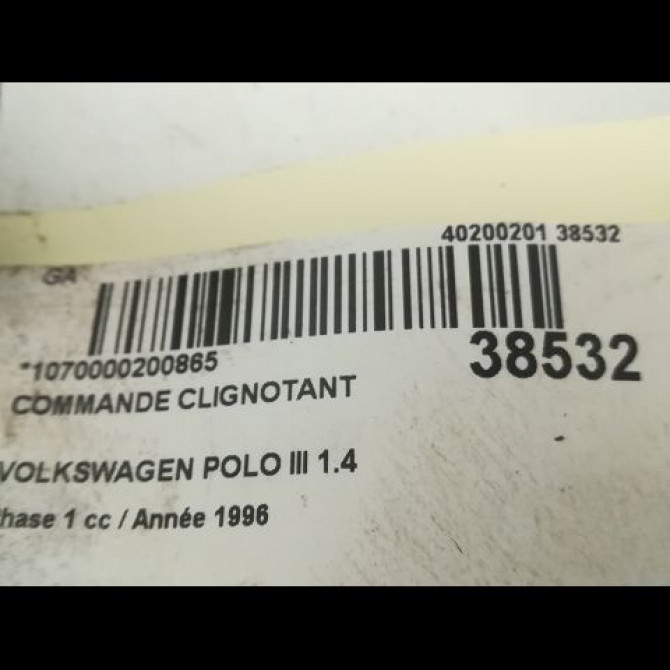 40200201 38532
GA
*1070000200865
38532
COMMANDE CLIGNOTANT
VOLKSWAGEN POLO III 1.4
hase 1 cc / Année 1996